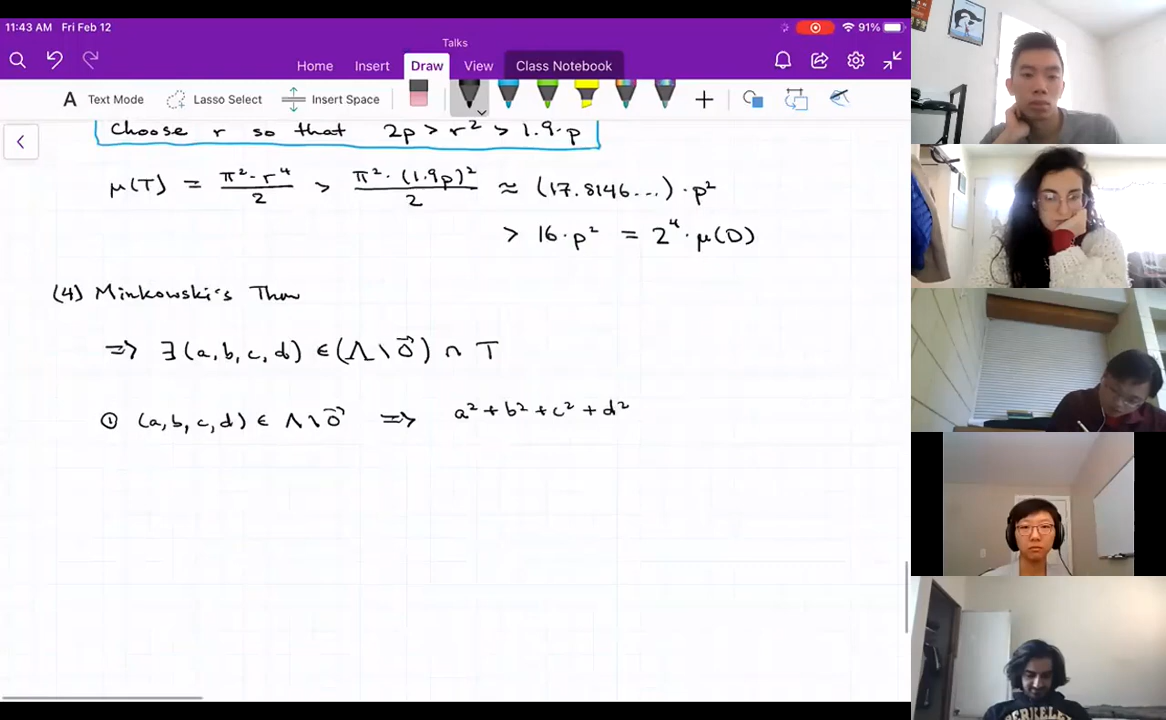 11:43 AM Fri Feb 12
91%
Talks
Home Insert Draw View Class Notebook
A Text Mode Lasso Select Insert Space
Choose r so that 2p > r² > 1.9·p
μ(T) = π²·r⁴/2 > π²·(1.9p)²/2 ≈ (17.8146...)·p²
> 16·p² = 2⁴·μ(D)
(4) Minkowski's Thm
⇒ ∃(a,b,c,d) ∈ (Λ∖0⃗) ∩ T
① (a,b,c,d) ∈ Λ∖0⃗ ⇒ a²+b²+c²+d²
BERKELEY